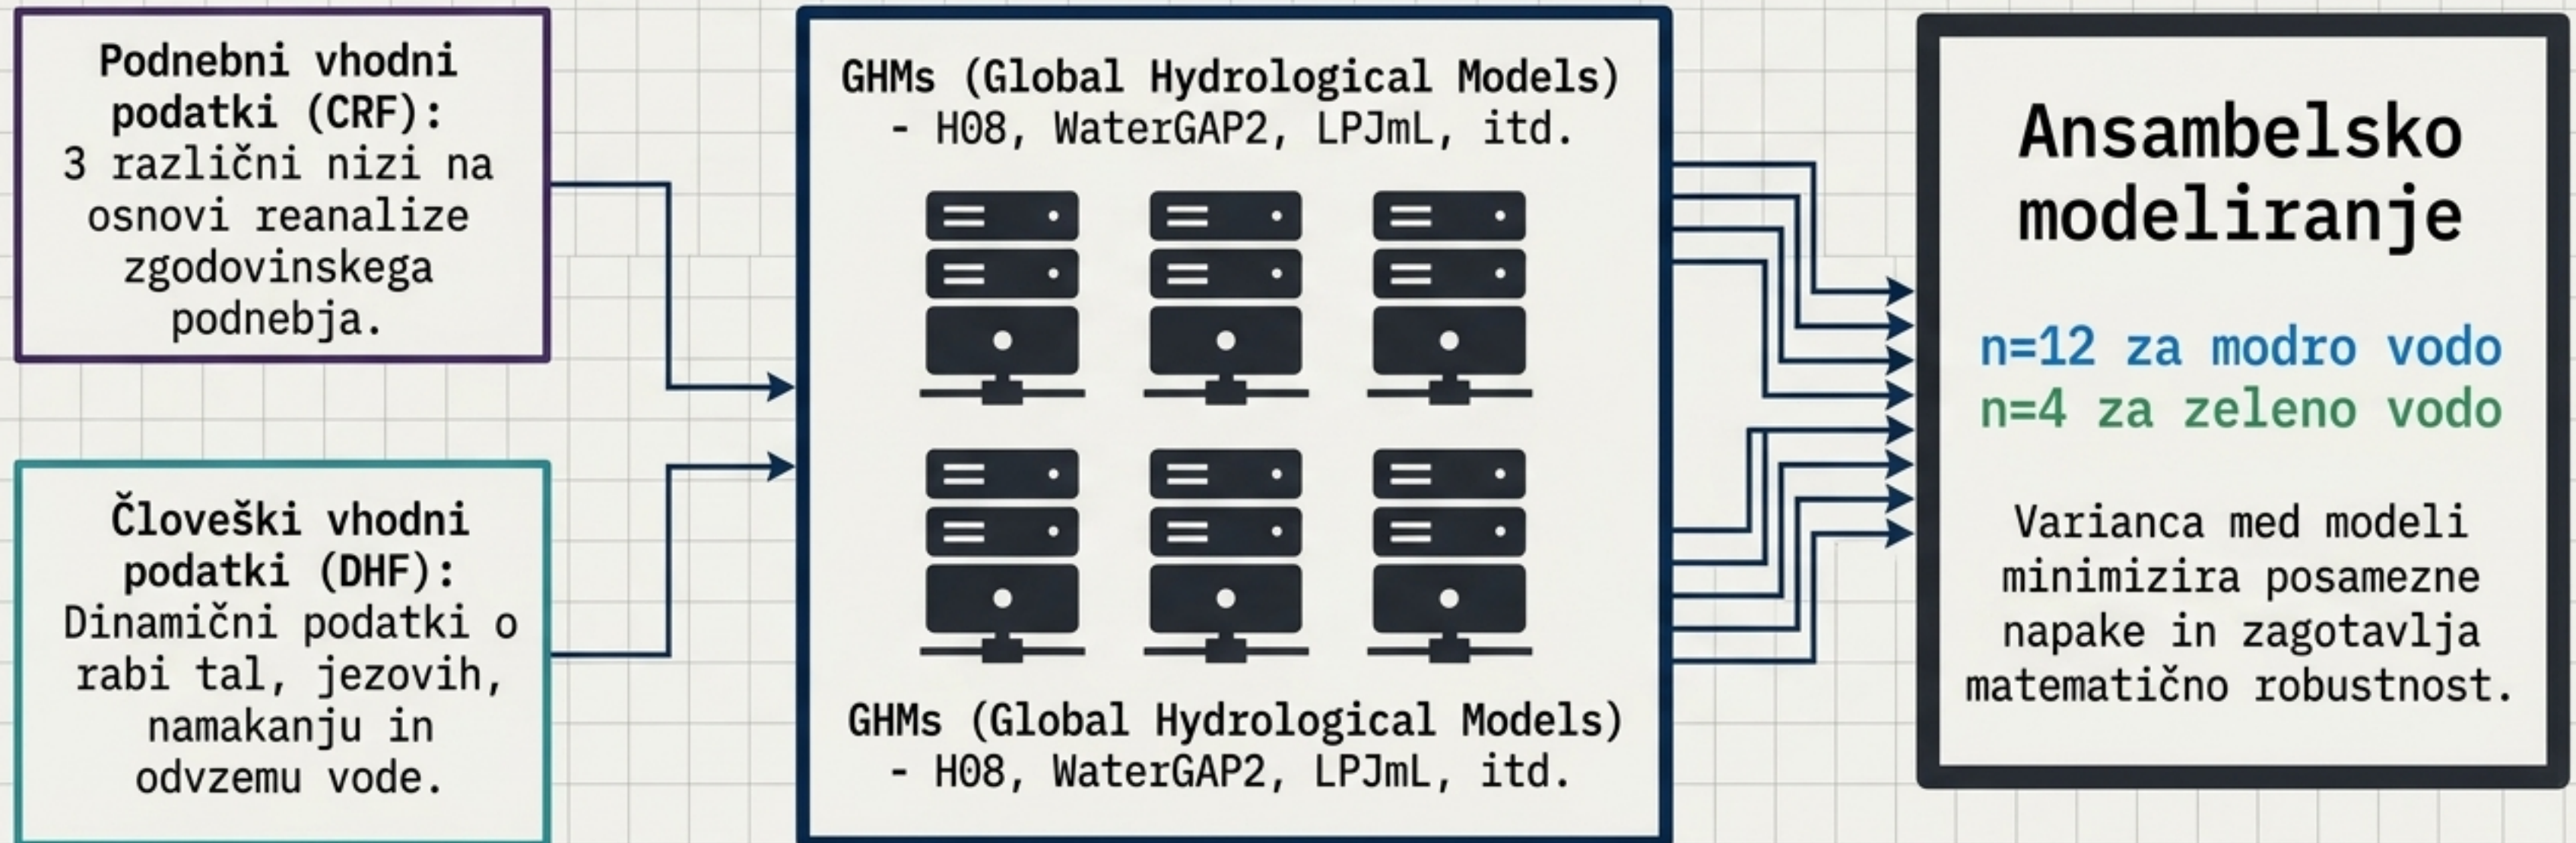 Podnebni vhodni
podatki (CRF):
3 različni nizi na
osnovi reanalize
zgodovinskega
podnebja.
Človeški vhodni
podatki (DHF):
Dinamični podatki o
rabi tal, jezovih,
namakanju in
odvzemu vode.
GHMs (Global Hydrological Models)
- H08, WaterGAP2, LPJmL, itd.
GHMs (Global Hydrological Models)
- H08, WaterGAP2, LPJmL, itd.
Ansambelsko
modeliranje
n=12 za modro vodo
n=4 za zeleno vodo
Varianca med modeli
minimizira posamezne
napake in zagotavlja
matematično robustnost.